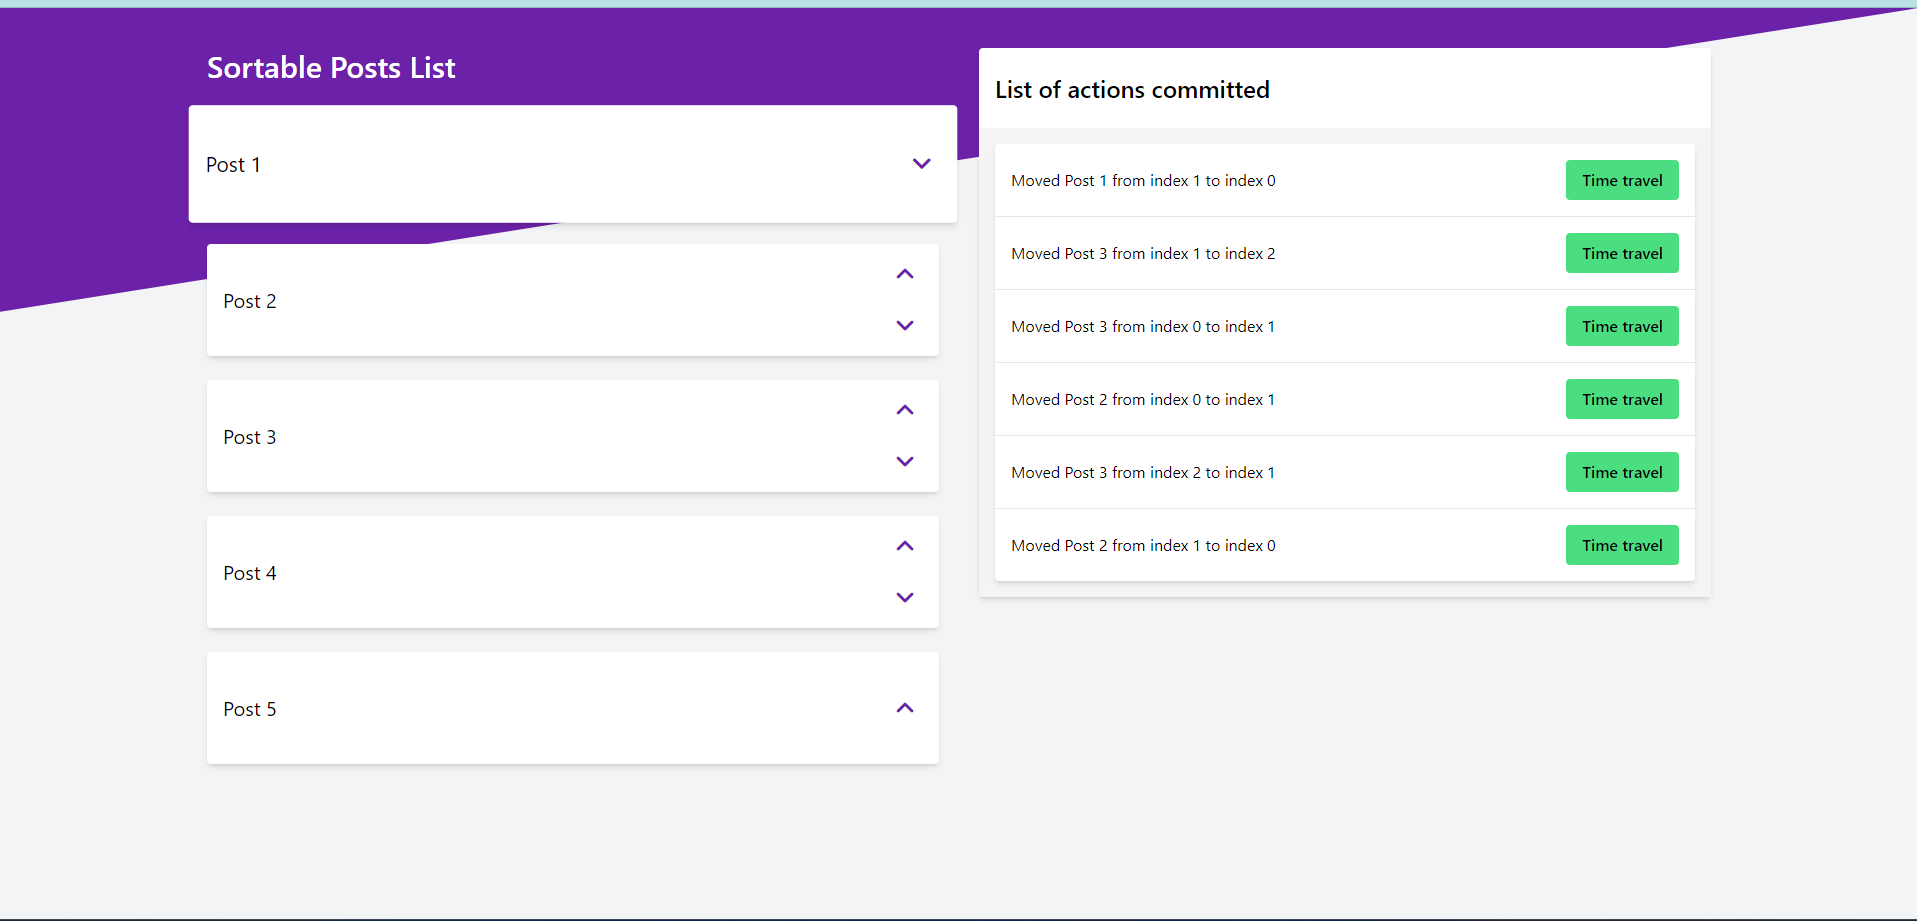 Sortable Posts List
Post 1
Post 2
Post 3
Post 4
Post 5
List of actions committed
Moved Post 1 from index 1 to index 0
Time travel
Moved Post 3 from index 1 to index 2
Time travel
Moved Post 3 from index 0 to index 1
Time travel
Moved Post 2 from index 0 to index 1
Time travel
Moved Post 3 from index 2 to index 1
Time travel
Moved Post 2 from index 1 to index 0
Time travel